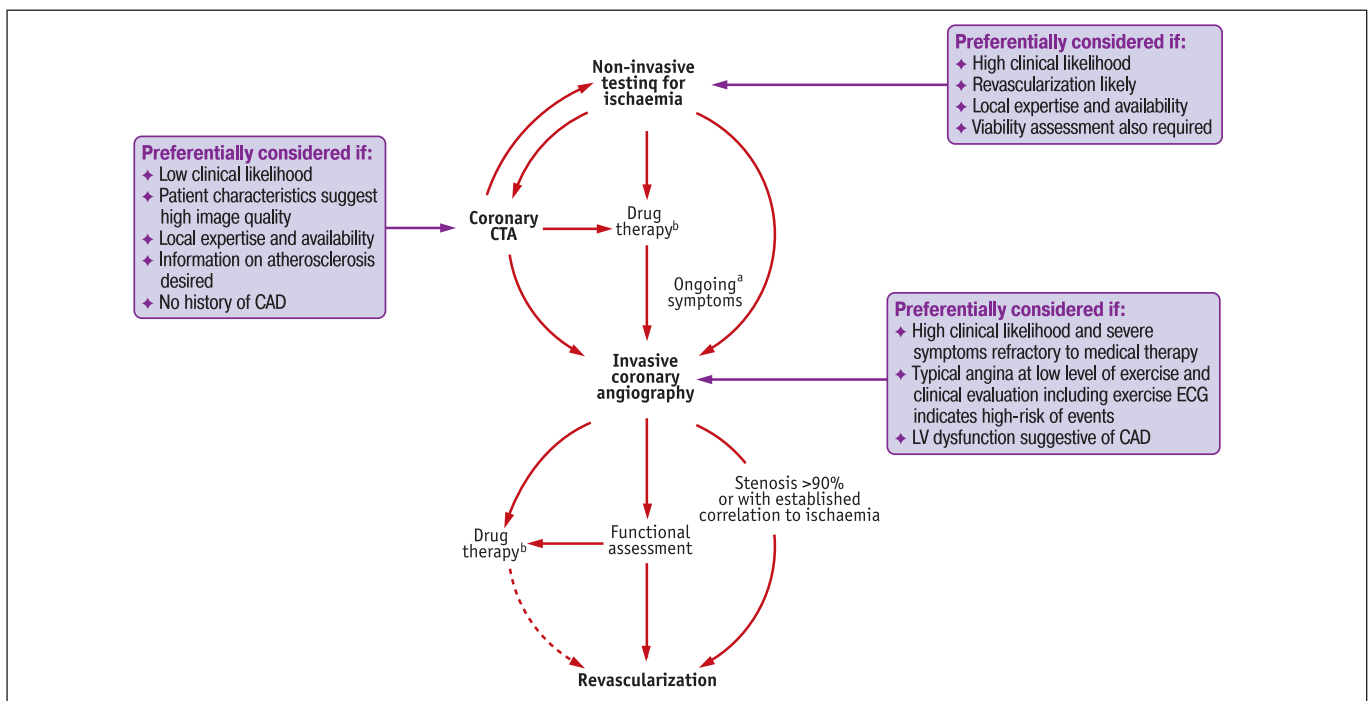 Non-invasive
testing for
ischaemia
Preferentially considered if:
✦ High clinical likelihood
✦ Revascularization likely
✦ Local expertise and availability
✦ Viability assessment also required
Preferentially considered if:
✦ Low clinical likelihood
✦ Patient characteristics suggest
high image quality
✦ Local expertise and availability
✦ Information on atherosclerosis
desired
✦ No history of CAD
Coronary
CTA
Drug
therapyᵇ
Ongoingᵃ
symptoms
Preferentially considered if:
✦ High clinical likelihood and severe
symptoms refractory to medical therapy
✦ Typical angina at low level of exercise and
clinical evaluation including exercise ECG
indicates high-risk of events
✦ LV dysfunction suggestive of CAD
Invasive
coronary
angiography
Stenosis >90%
or with established
correlation to ischaemia
Drug
therapyᵇ
Functional
assessment
Revascularization